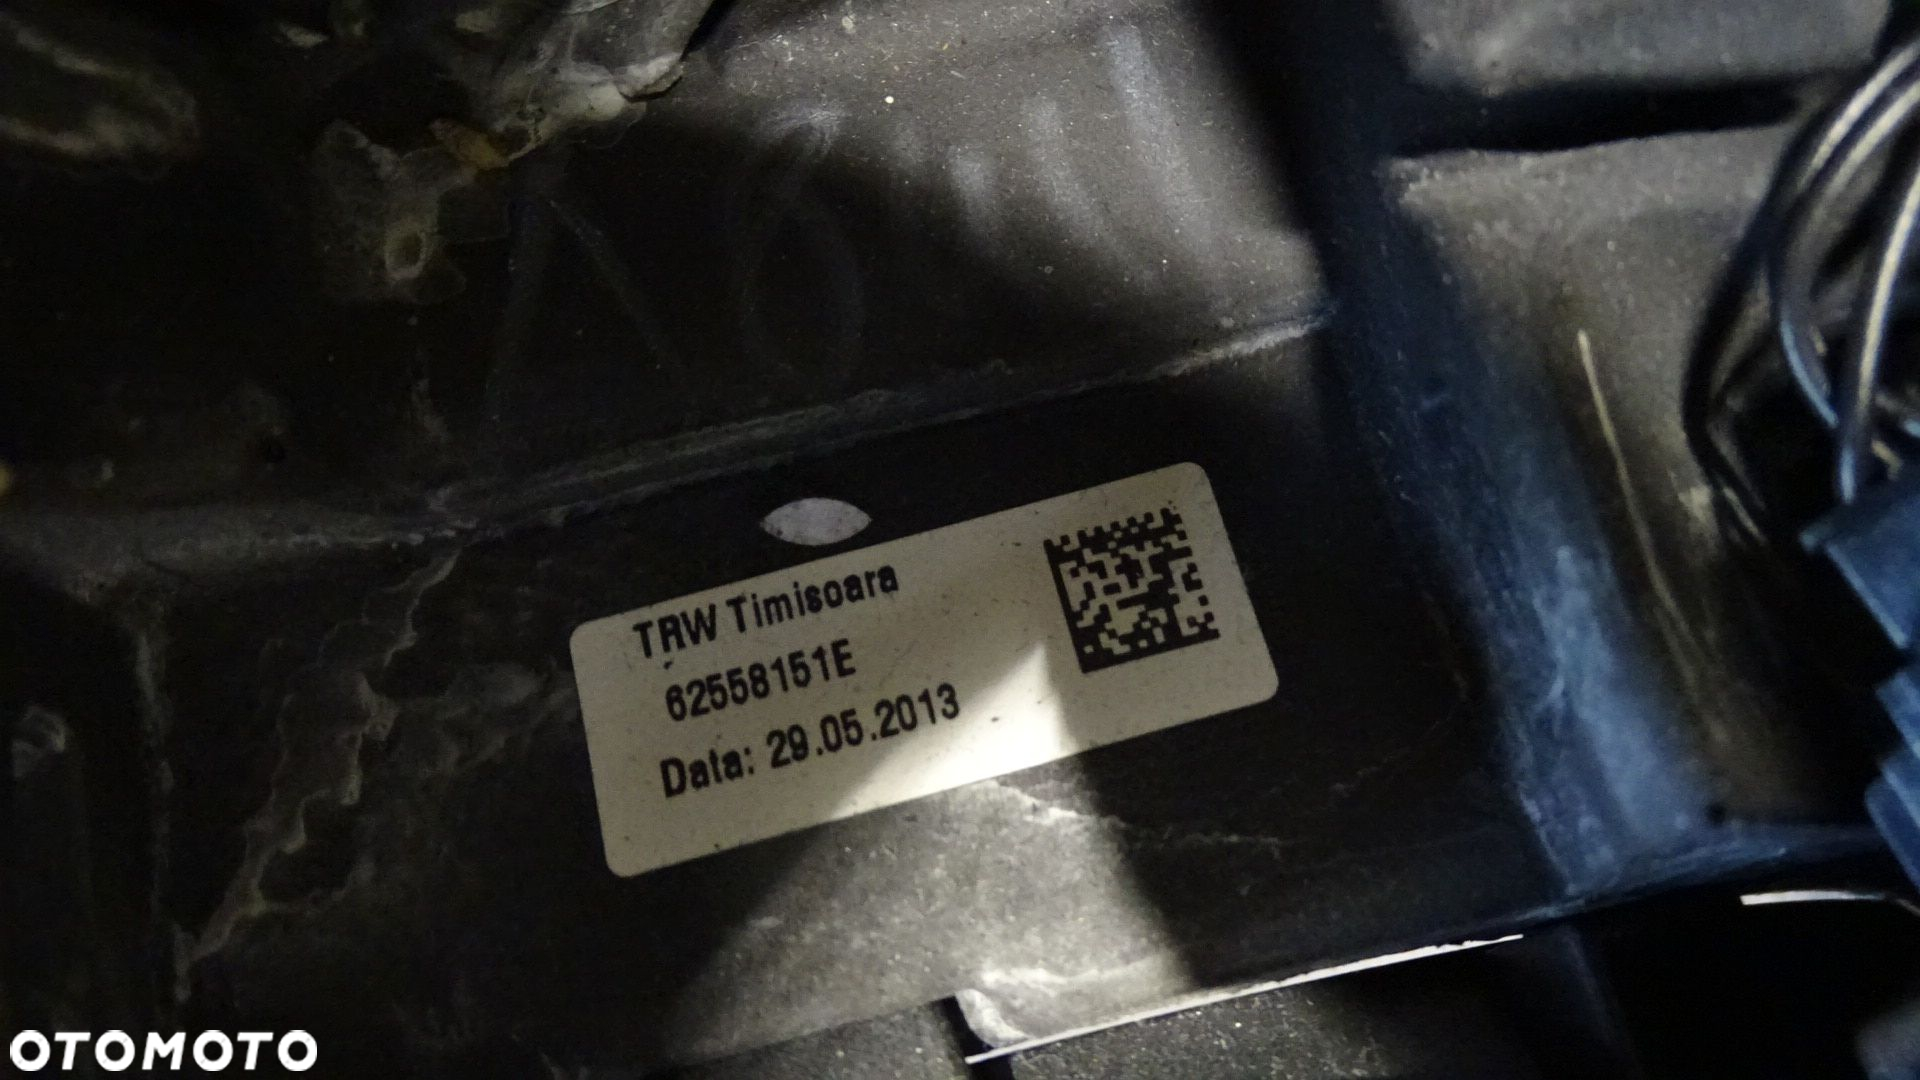 TRW Timisoara
62558151E
Data: 29.05.2013
OTOMOTO